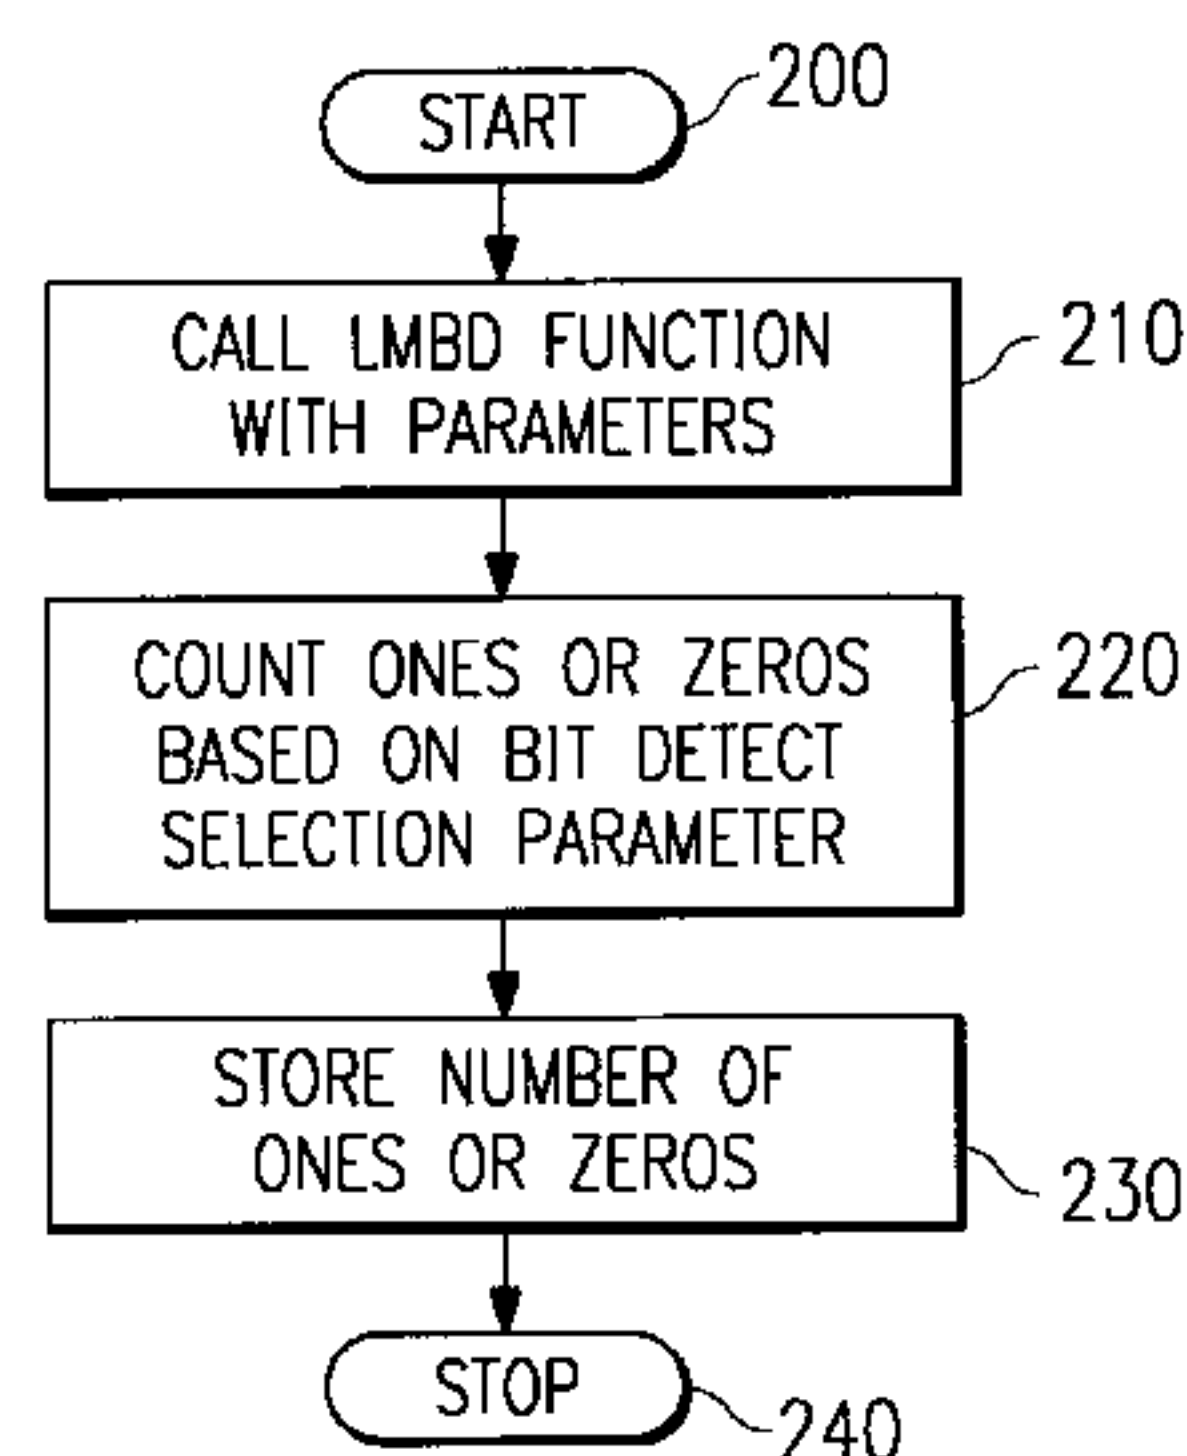 START
200
CALL LMBD FUNCTION
WITH PARAMETERS
210
COUNT ONES OR ZEROS
BASED ON BIT DETECT
SELECTION PARAMETER
220
STORE NUMBER OF
ONES OR ZEROS
230
STOP
240